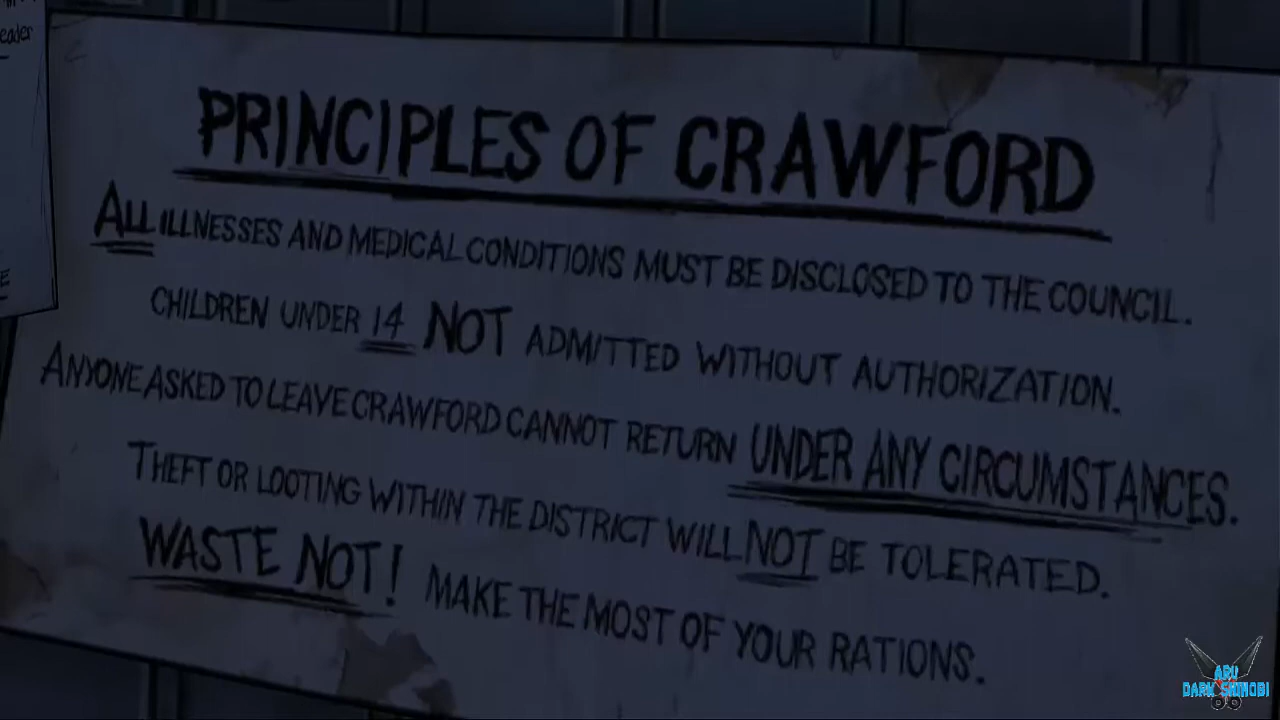 eader
PRINCIPLES OF CRAWFORD
ALL ILLNESSES AND MEDICAL CONDITIONS MUST BE DISCLOSED TO THE COUNCIL.
CHILDREN UNDER 14 NOT ADMITTED WITHOUT AUTHORIZATION.
ANYONE ASKED TO LEAVE CRAWFORD CANNOT RETURN UNDER ANY CIRCUMSTANCES.
THEFT OR LOOTING WITHIN THE DISTRICT WILL NOT BE TOLERATED.
WASTE NOT! MAKE THE MOST OF YOUR RATIONS.
ARU
DARK SHINOBI